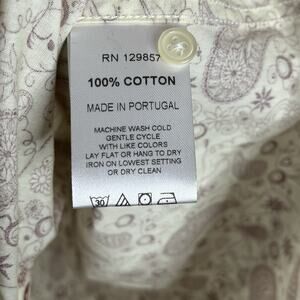 RN 129857
100% COTTON
MADE IN PORTUGAL
MACHINE WASH COLD
GENTLE CYCLE
WITH LIKE COLORS
LAY FLAT OR HANG TO DRY
IRON ON LOWEST SETTING
OR DRY CLEAN
30